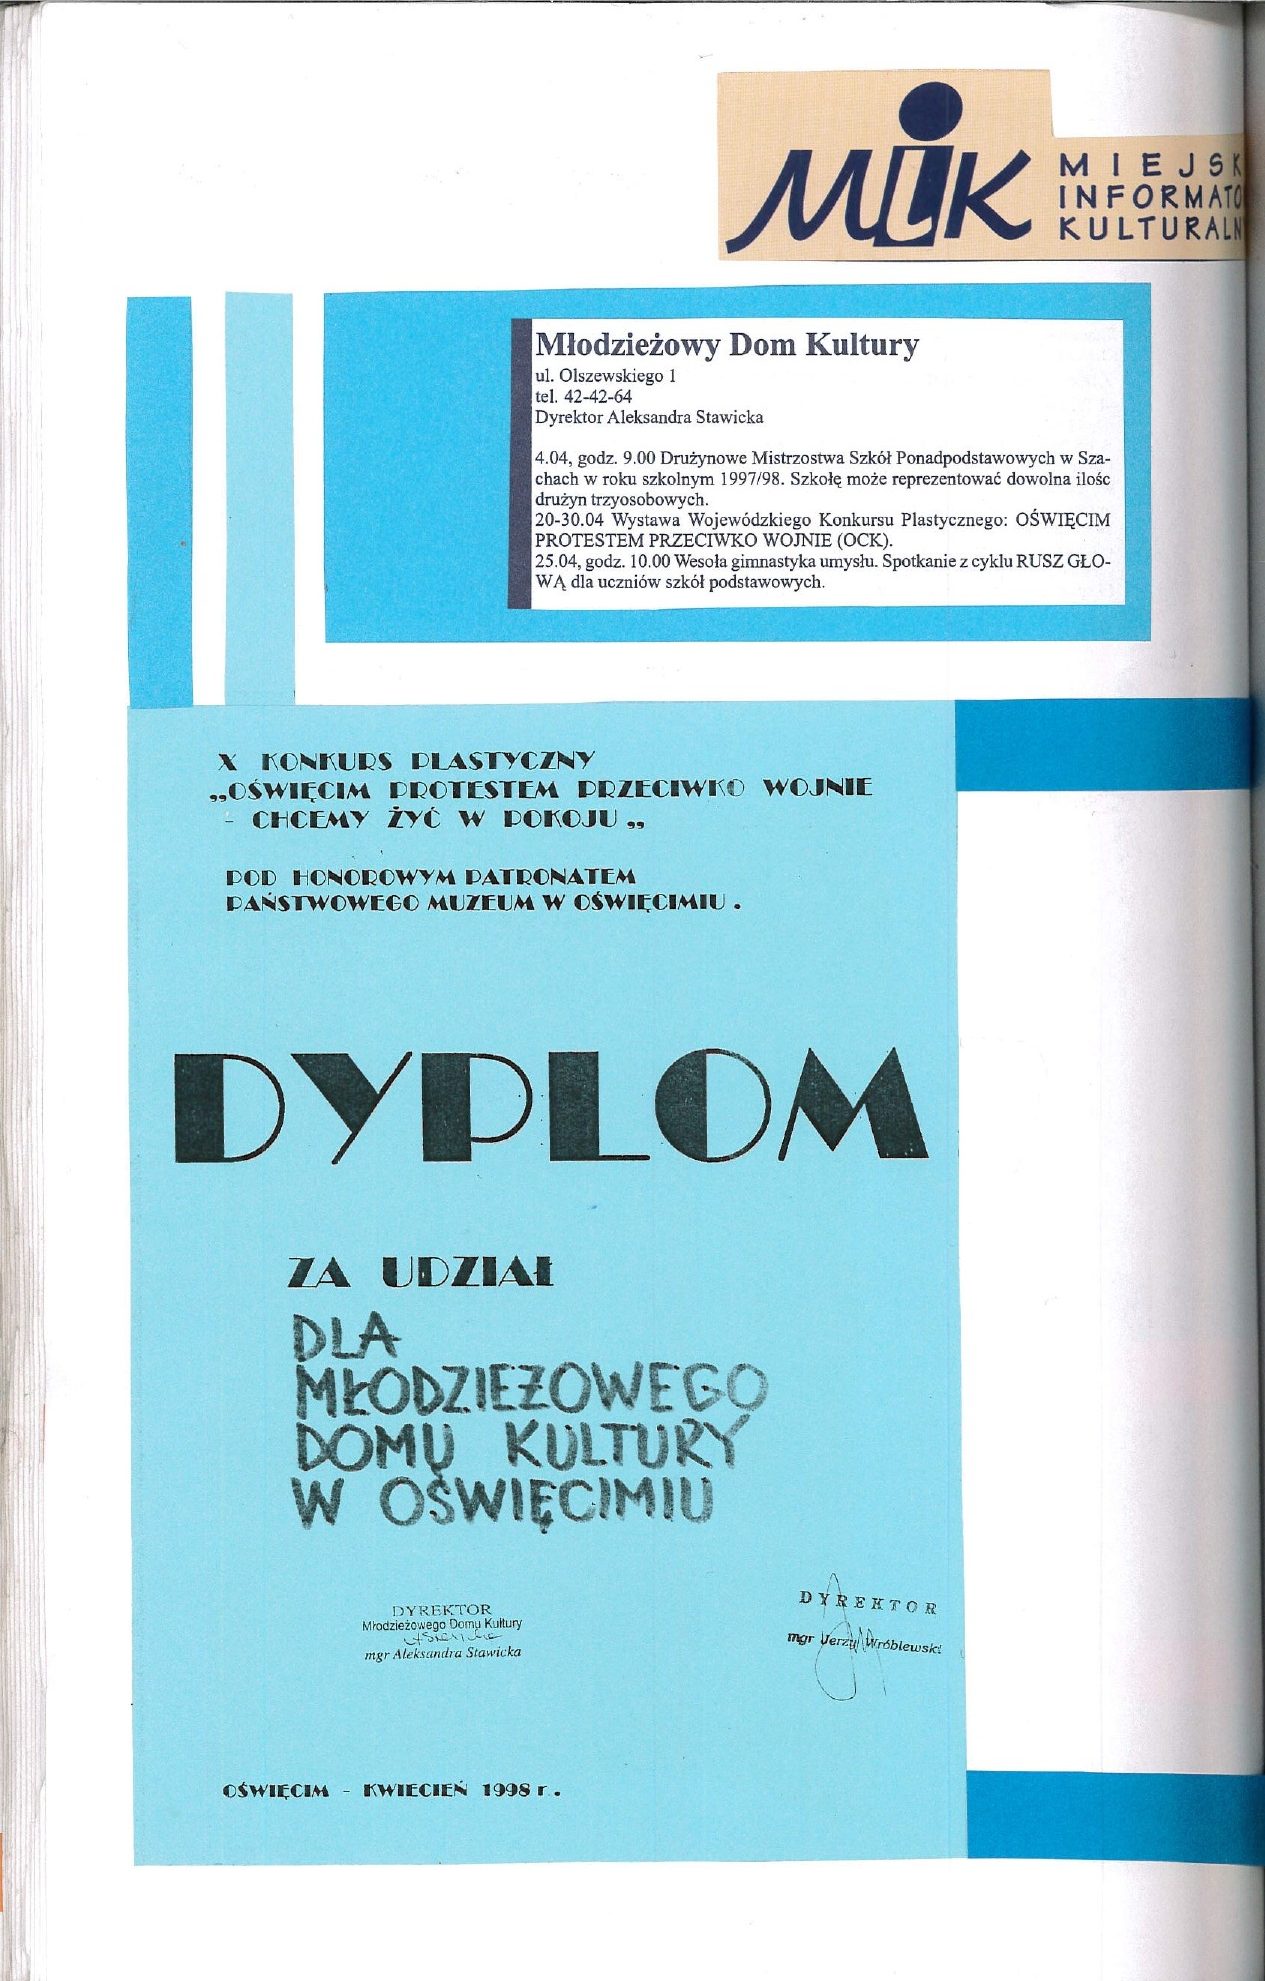 MiK
MIEJSK
INFORMATO
KULTURALN
Młodzieżowy Dom Kultury
ul. Olszewskiego 1
tel. 42-42-64
Dyrektor Aleksandra Stawicka
4.04, godz. 9.00 Drużynowe Mistrzostwa Szkół Ponadpodstawowych w Sza-
chach w roku szkolnym 1997/98. Szkołę może reprezentować dowolna ilośc
drużyn trzyosobowych.
20-30.04 Wystawa Wojewódzkiego Konkursu Plastycznego: OŚWIĘCIM
PROTESTEM PRZECIWKO WOJNIE (OCK).
25.04, godz. 10.00 Wesoła gimnastyka umysłu. Spotkanie z cyklu RUSZ GŁO-
WĄ dla uczniów szkół podstawowych.
X KONKURS PLASTYCZNY
„OŚWIĘCIM PROTESTEM PRZECIWKO WOJNIE
- CHCEMY ŻYĆ W POKOJU „
POD HONOROWYM PATRONATEM
PAŃSTWOWEGO MUZEUM W OŚWIĘCIMIU .
DYPLOM
ZA UDZIAŁ
DLA
MŁODZIEŻOWEGO
DOMU KULTURY
W OŚWIĘCIMIU
DYREKTOR
Młodzieżowego Domu Kultury
mgr Aleksandra Stawicka
DYREKTOR
mgr Jerzy Wróblewski
OŚWIĘCIM - KWIECIEŃ 1998 r .